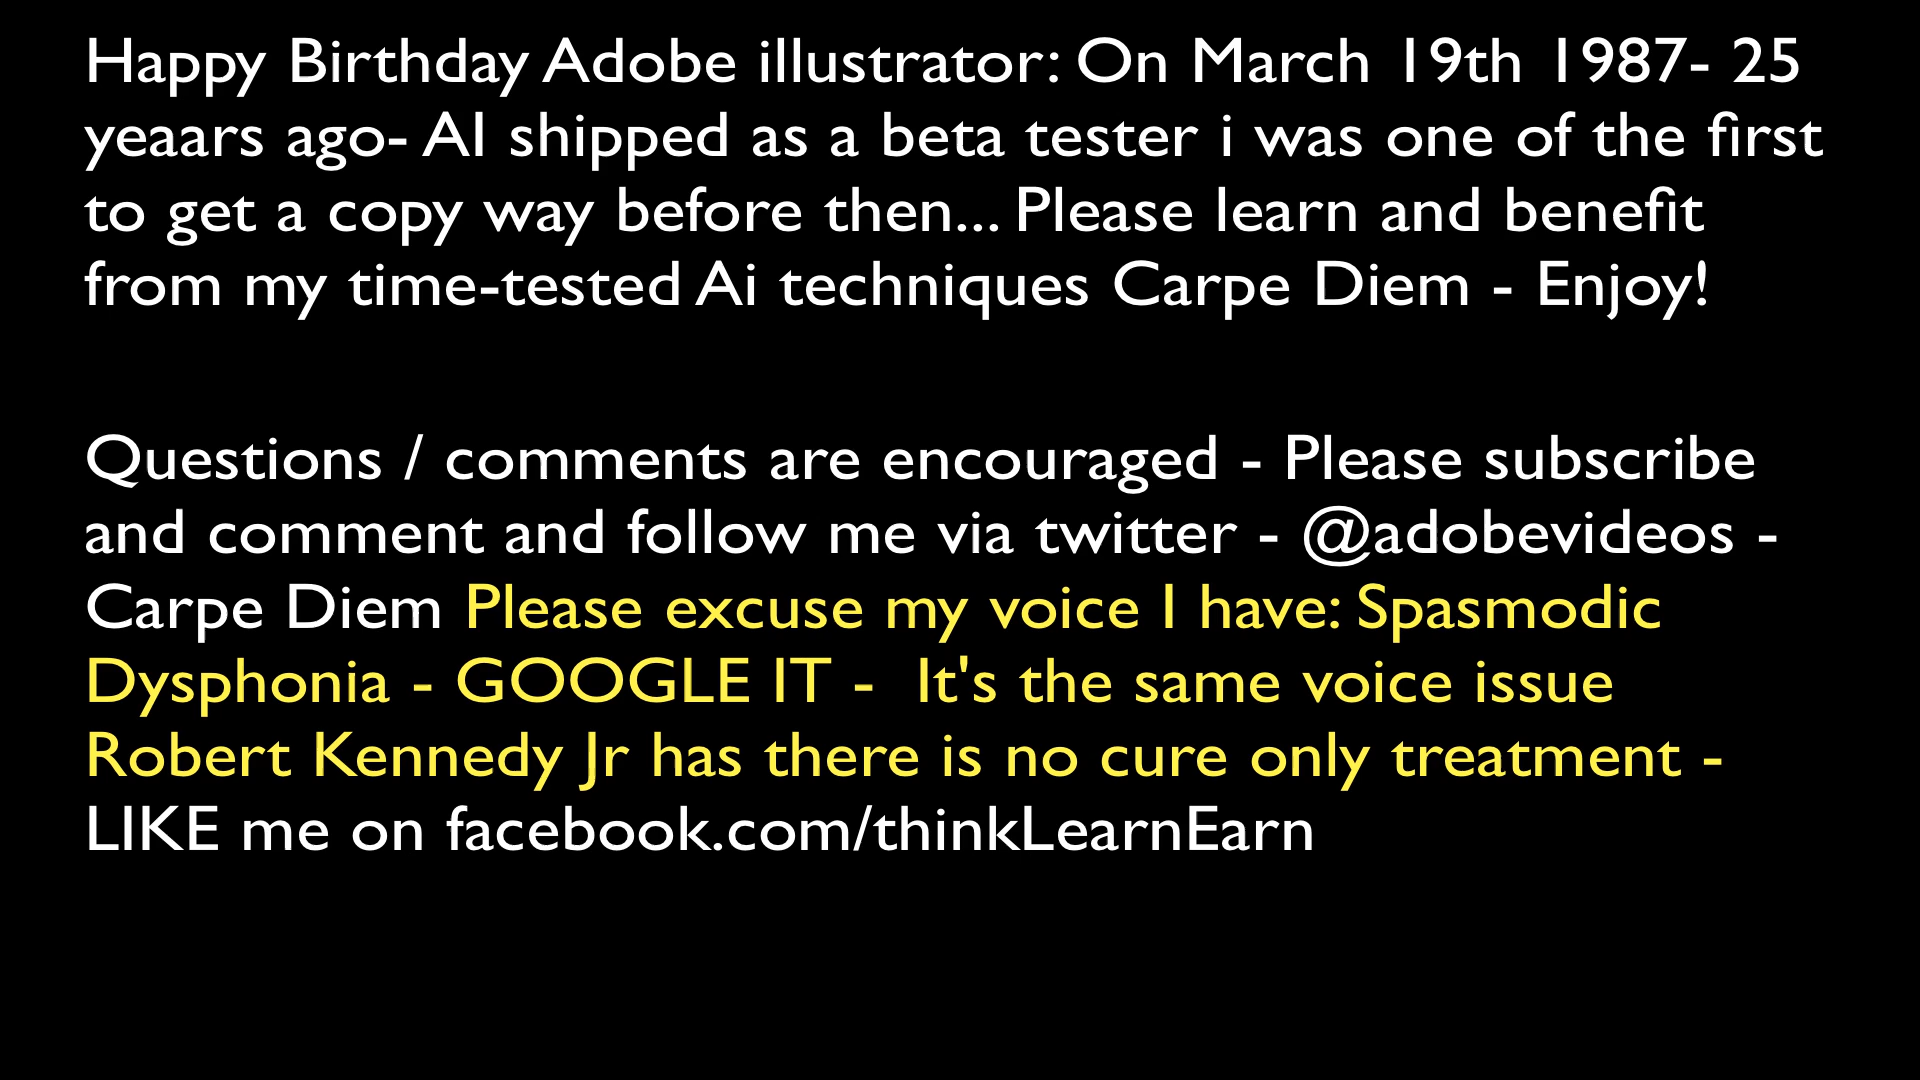 Happy Birthday Adobe illustrator: On March 19th 1987- 25
yeaars ago- AI shipped as a beta tester i was one of the first
to get a copy way before then... Please learn and benefit
from my time-tested Ai techniques Carpe Diem - Enjoy!
Questions / comments are encouraged - Please subscribe
and comment and follow me via twitter - @adobevideos -
Carpe Diem Please excuse my voice I have: Spasmodic
Dysphonia - GOOGLE IT -  It's the same voice issue
Robert Kennedy Jr has there is no cure only treatment -
LIKE me on facebook.com/thinkLearnEarn